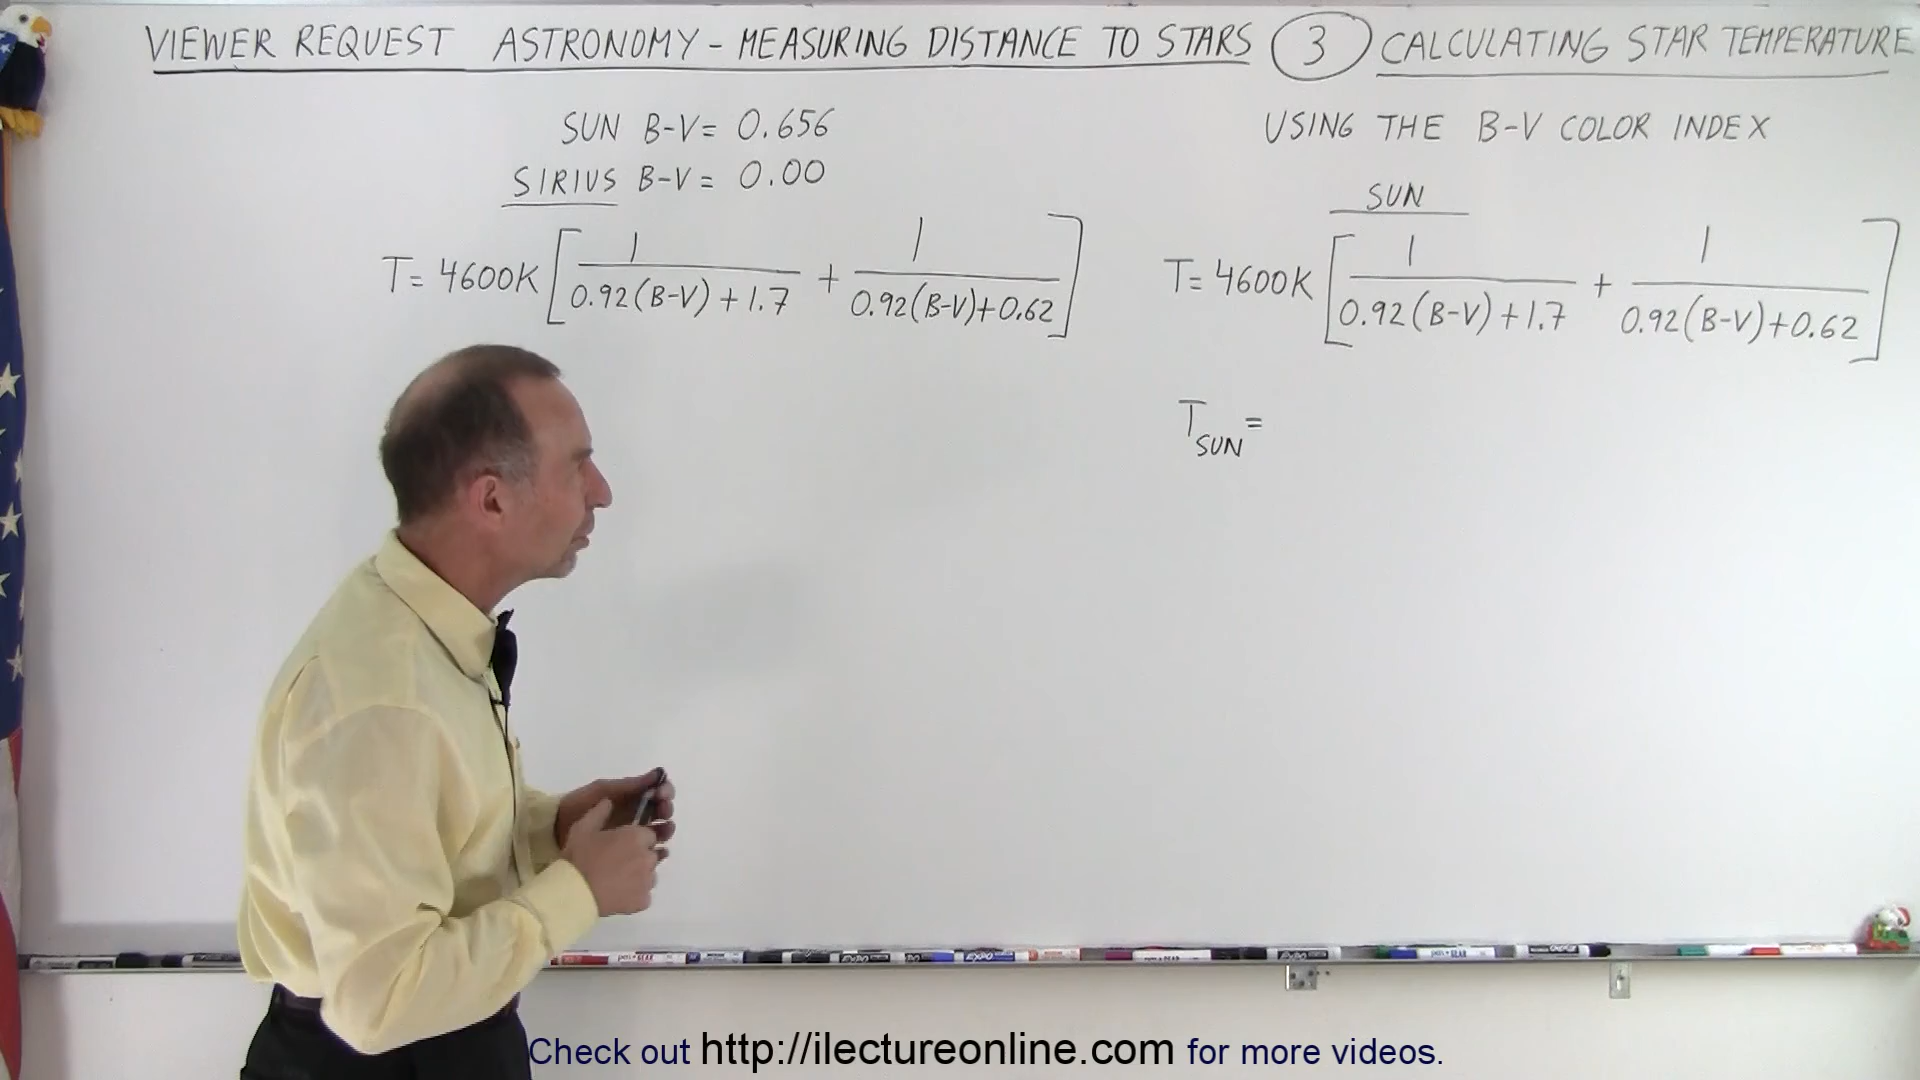 VIEWER REQUEST ASTRONOMY - MEASURING DISTANCE TO STARS 3 CALCULATING STAR TEMPERATURE
USING THE B-V COLOR INDEX
SUN B-V = 0.656
SIRIUS B-V = 0.00
T = 4600K [ 1 / 0.92(B-V) + 1.7 + 1 / 0.92(B-V) + 0.62 ]
SUN
T = 4600K [ 1 / 0.92(B-V) + 1.7 + 1 / 0.92(B-V) + 0.62 ]
T SUN =
EXPO
Check out http://ilectureonline.com for more videos.